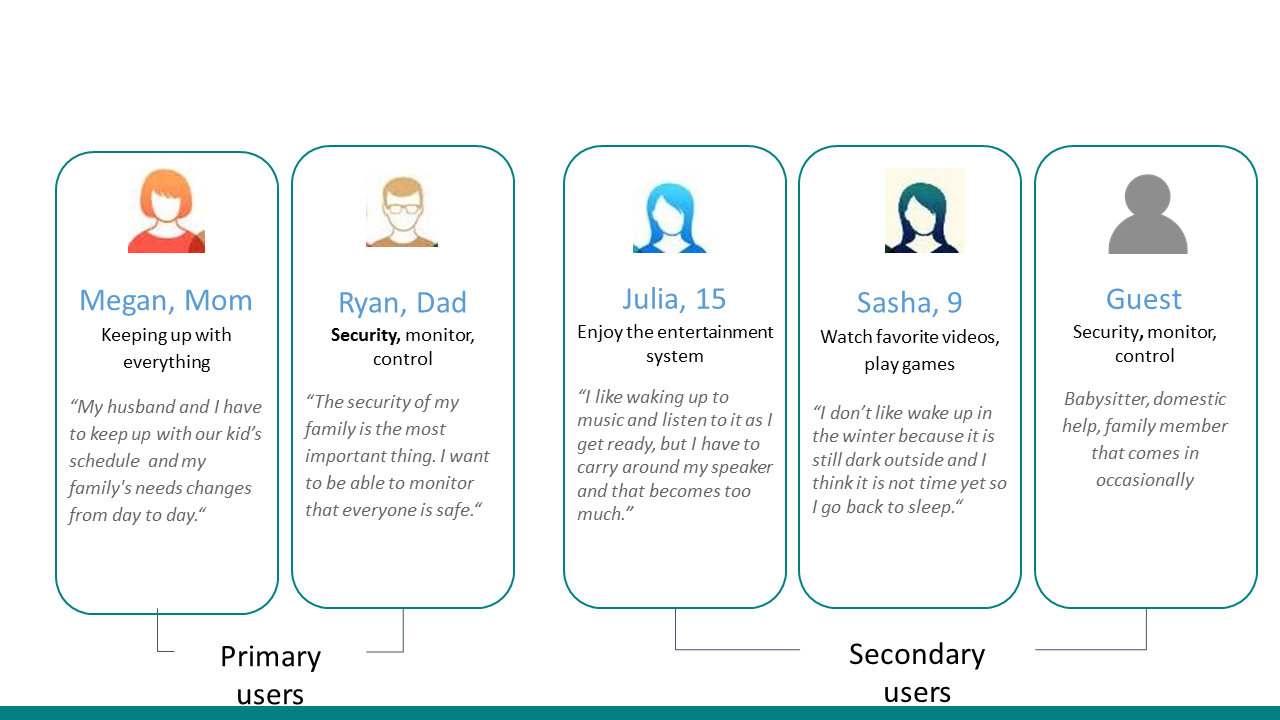 Megan, Mom
Keeping up with
everything
“My husband and I have
to keep up with our kid’s
schedule  and my
family's needs changes
from day to day.“
Ryan, Dad
Security, monitor,
control
“The security of my
family is the most
important thing. I want
to be able to monitor
that everyone is safe.“
Julia, 15
Enjoy the entertainment
system
“I like waking up to
music and listen to it as I
get ready, but I have to
carry around my speaker
and that becomes too
much.”
Sasha, 9
Watch favorite videos,
play games
“I don’t like wake up in
the winter because it is
still dark outside and I
think it is not time yet so
I go back to sleep.“
Guest
Security, monitor,
control
Babysitter, domestic
help, family member
that comes in
occasionally
Primary
users
Secondary
users